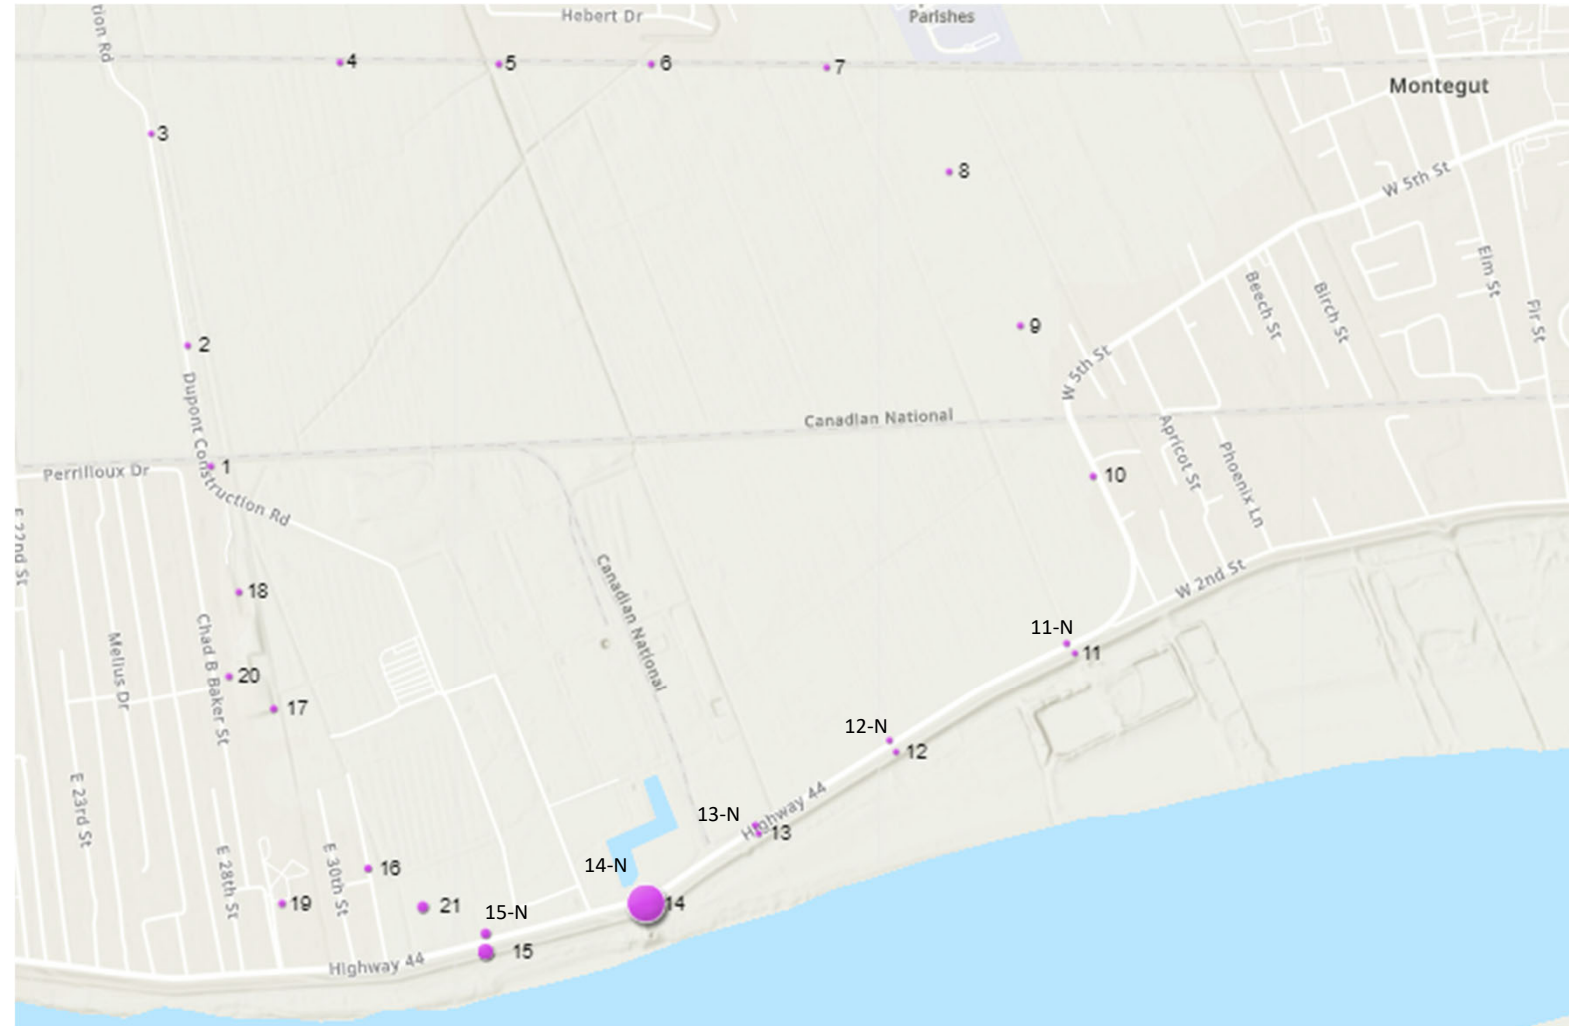 tion Rd
Hebert Dr
Parishes
4
5
6
7
Montegut
3
8
W 5th St
Elm St
Beech St
Birch St
Fir St
9
2
W 5th St
Dupont Construction Rd
Canadian National
Apricot St
Phoenix Ln
1
Perrilloux Dr
10
E 22nd St
Canadian National
W 2nd St
18
Chad B Baker St
Melius Dr
11-N
11
20
17
12-N
12
E 23rd St
Highway 44
13-N
13
E 28th St
E 30th St
16
14-N
14
19
21
15-N
15
Highway 44